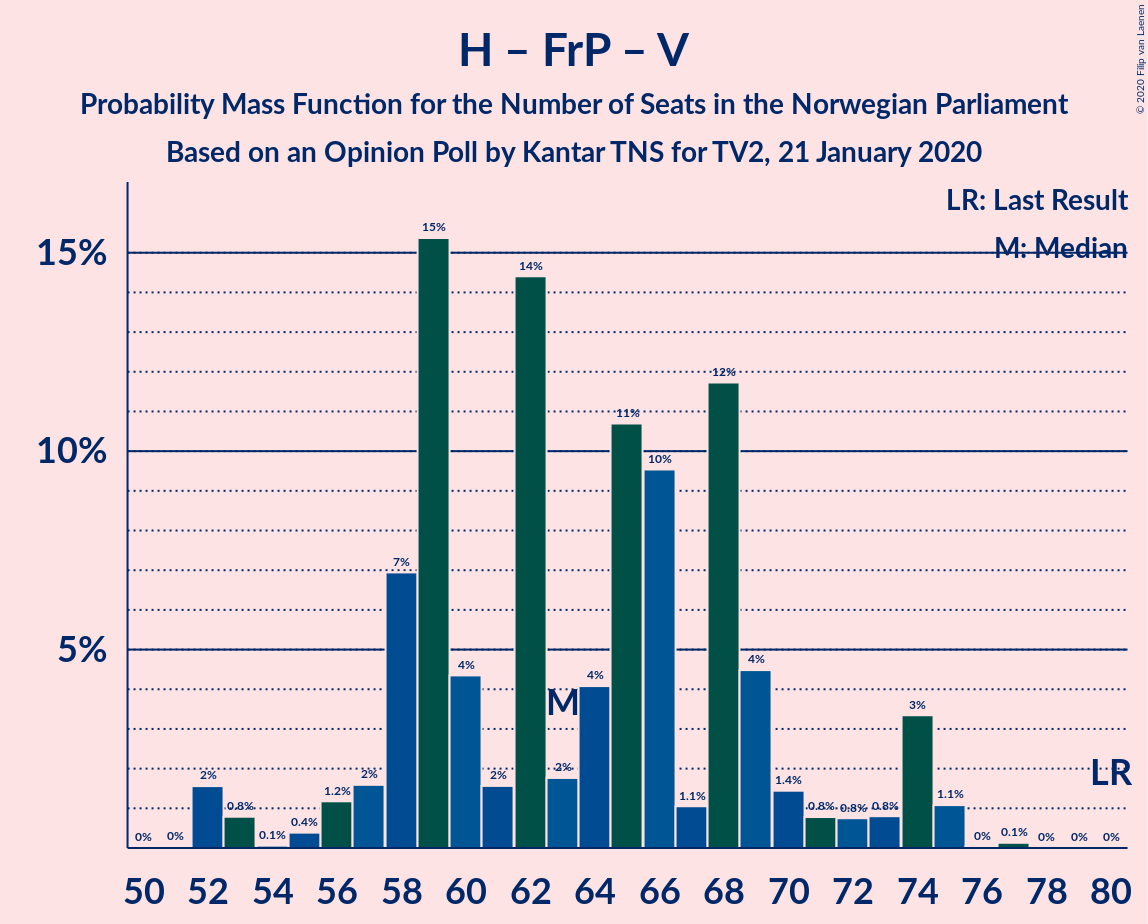 H – FrP – V
Probability Mass Function for the Number of Seats in the Norwegian Parliament
Based on an Opinion Poll by Kantar TNS for TV2, 21 January 2020
© 2020 Filip van Laenen
LR: Last Result
M: Median
15%
10%
5%
0% 0% 2% 0.8% 0.1% 0.4% 1.2% 2% 7% 15% 4% 2% 14% 2% 4% 11% 10% 1.1% 12% 4% 1.4% 0.8% 0.8% 0.8% 3% 1.1% 0% 0.1% 0% 0% 0%
M
LR
50 52 54 56 58 60 62 64 66 68 70 72 74 76 78 80